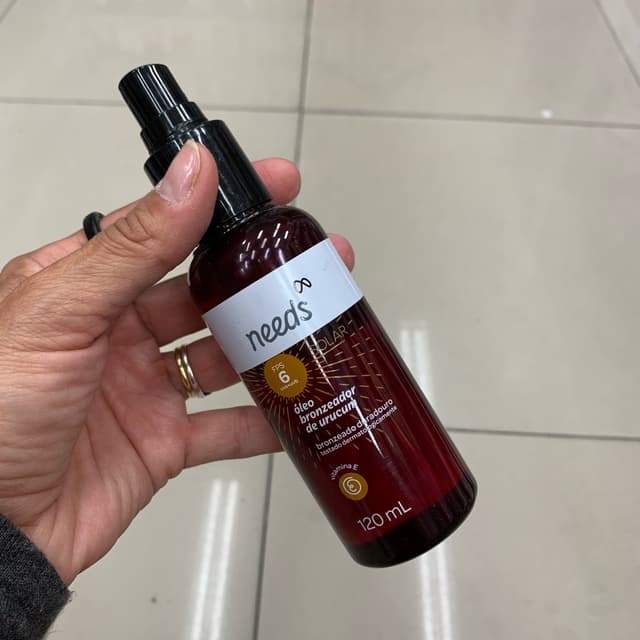 needs
SOLAR
FPS
6
óleo
bronzeador
de urucum
bronzeado duradouro
testado dermatologicamente
vitamina E
E
120 mL